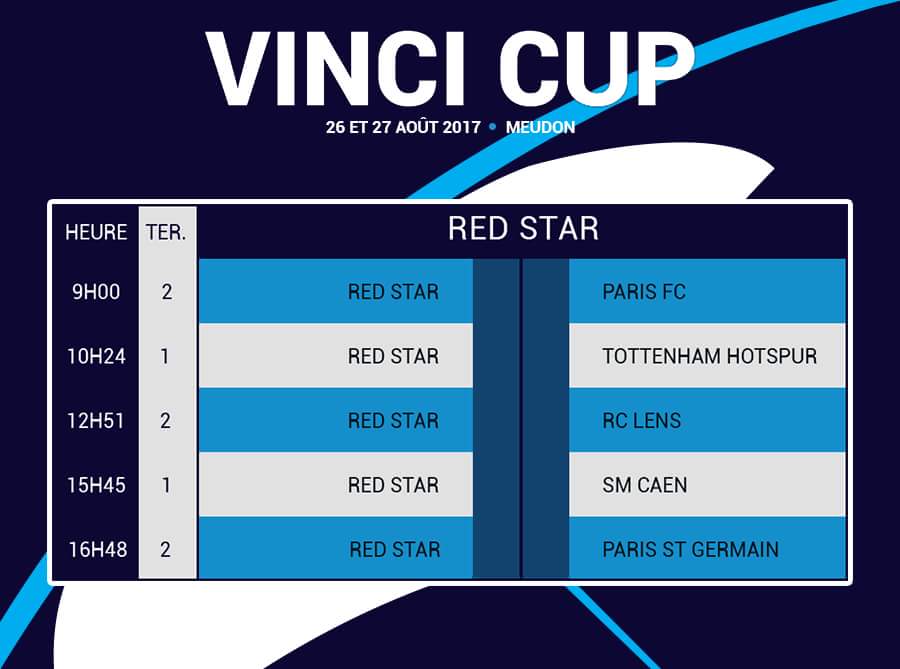 VINCI CUP
26 ET 27 AOÛT 2017 • MEUDON
HEURE TER. RED STAR
9H00 2 RED STAR PARIS FC
10H24 1 RED STAR TOTTENHAM HOTSPUR
12H51 2 RED STAR RC LENS
15H45 1 RED STAR SM CAEN
16H48 2 RED STAR PARIS ST GERMAIN